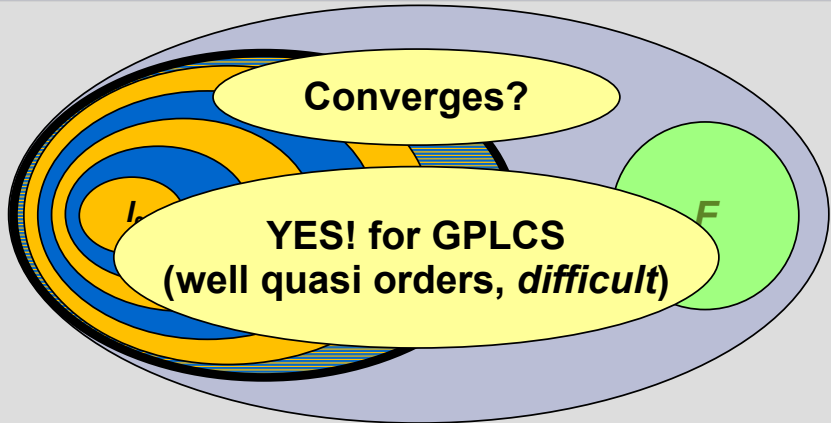 Converges?
I
F
YES! for GPLCS
(well quasi orders, difficult)